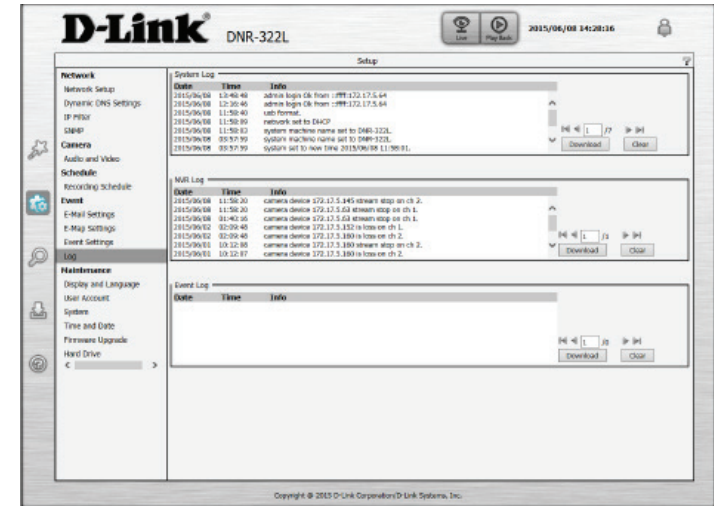 D-Link DNR-322L
Live Play Back
2015/06/08 14:28:16
Setup
Network
Network Setup
Dynamic DNS Settings
IP Filter
SNMP
Camera
Audio and Video
Schedule
Recording Schedule
Event
E-Mail Settings
E-Map Settings
Event Settings
Log
Maintenance
Display and Language
User Account
System
Time and Date
Firmware Upgrade
Hard Drive
System Log
Date Time Info
2015/06/08 13:48:48 admin login Ok from ::ffff:172.17.5.64
2015/06/08 12:36:46 admin login Ok from ::ffff:172.17.5.64
2015/06/08 11:58:40 usb format.
2015/06/08 11:58:09 network set to DHCP
2015/06/08 11:58:03 system machine name set to DNR-322L.
2015/06/08 03:57:59 system machine name set to DNR-322L.
2015/06/08 03:57:59 system set to new time 2015/06/08 11:58:01.
1 /7
Download Clear
NVR Log
Date Time Info
2015/06/08 11:58:20 camera device 172.17.5.145 stream stop on ch 2.
2015/06/08 11:58:20 camera device 172.17.5.63 stream stop on ch 1.
2015/06/08 01:40:16 camera device 172.17.5.63 stream stop on ch 1.
2015/06/02 02:09:48 camera device 172.17.5.152 is loss on ch 1.
2015/06/02 02:09:48 camera device 172.17.5.160 is loss on ch 2.
2015/06/01 10:12:08 camera device 172.17.5.160 stream stop on ch 2.
2015/06/01 10:12:07 camera device 172.17.5.160 is loss on ch 2.
1
Download Clear
Event Log
Date Time Info
1
Download Clear
Copyright © 2015 D-Link Corporation/D-Link Systems, Inc.